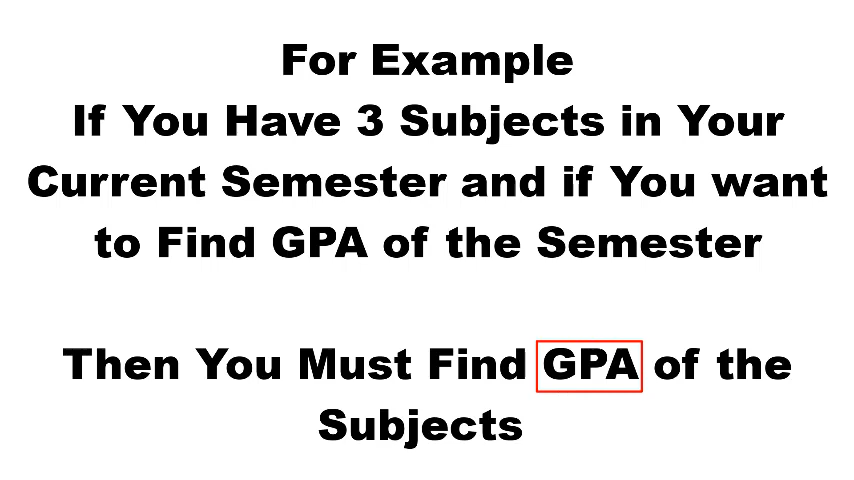 For Example
If You Have 3 Subjects in Your
Current Semester and if You want
to Find GPA of the Semester
Then You Must Find GPA of the
Subjects